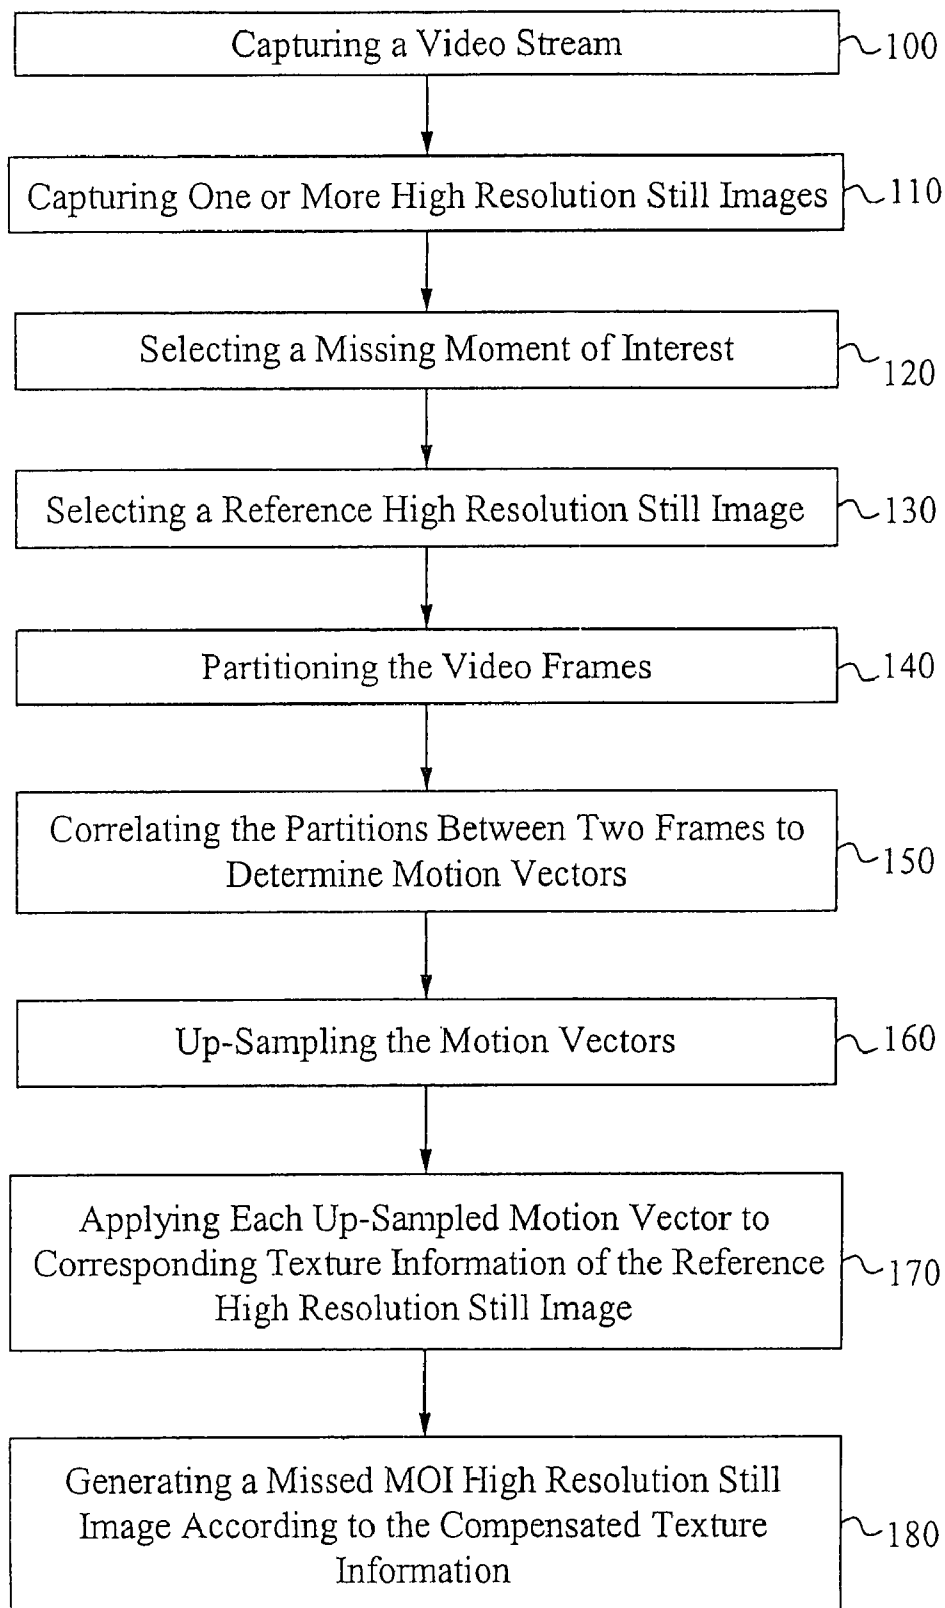 Capturing a Video Stream
100
Capturing One or More High Resolution Still Images
110
Selecting a Missing Moment of Interest
120
Selecting a Reference High Resolution Still Image
130
Partitioning the Video Frames
140
Correlating the Partitions Between Two Frames to
Determine Motion Vectors
150
Up-Sampling the Motion Vectors
160
Applying Each Up-Sampled Motion Vector to
Corresponding Texture Information of the Reference
High Resolution Still Image
170
Generating a Missed MOI High Resolution Still
Image According to the Compensated Texture
Information
180